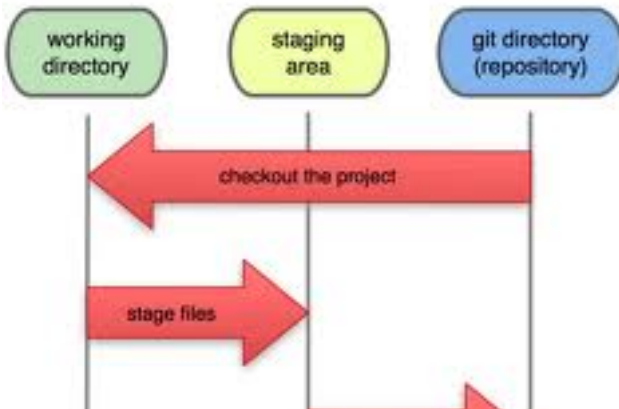 working
directory
staging
area
git directory
(repository)
checkout the project
stage files